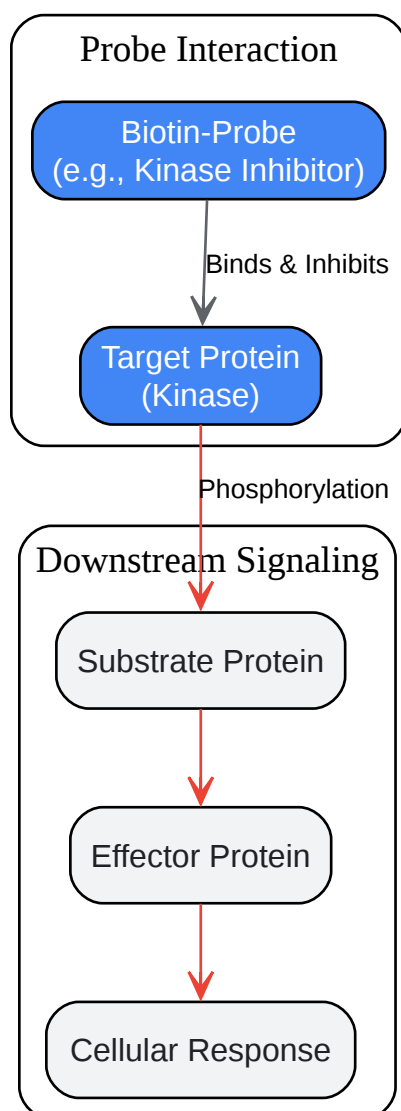 Probe Interaction
Biotin-Probe
(e.g., Kinase Inhibitor)
Binds & Inhibits
Target Protein
(Kinase)
Phosphorylation
Downstream Signaling
Substrate Protein
Effector Protein
Cellular Response